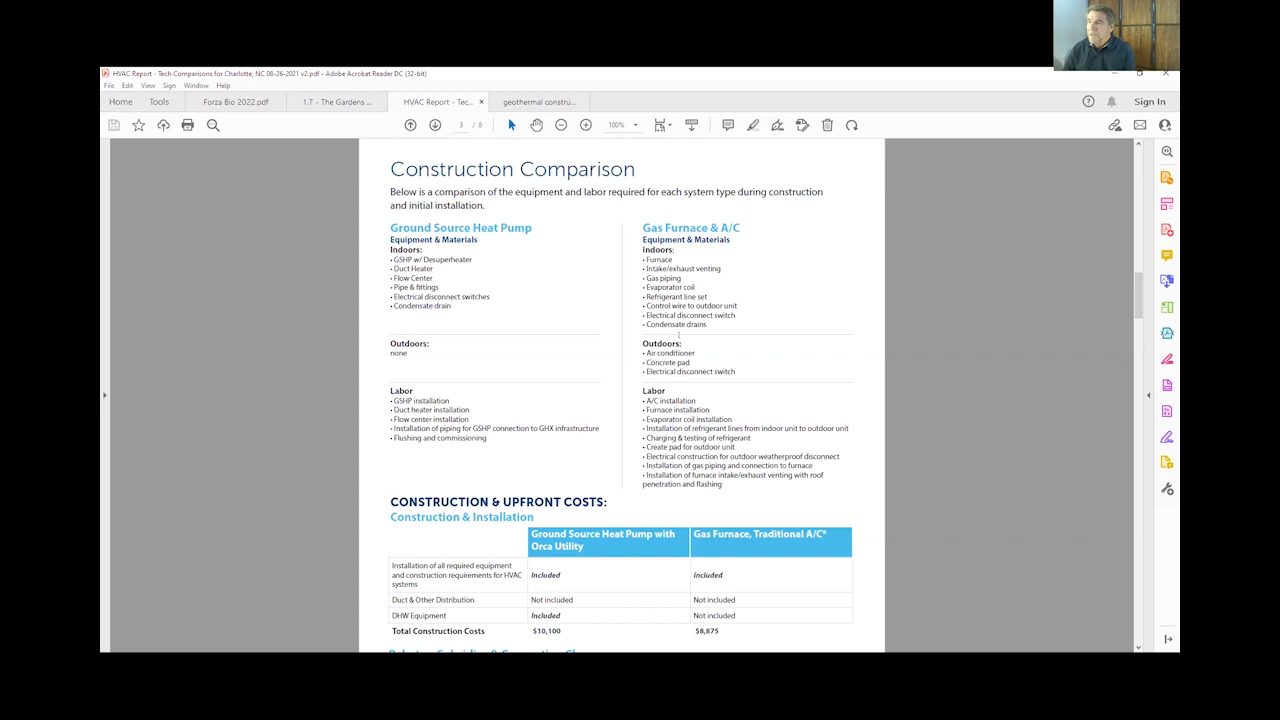 HVAC Report - Tech Comparisons for Charlotte, NC 08-26-2021 v2.pdf - Adobe Acrobat Reader DC (32-bit)
File Edit View Sign Window Help
Home Tools Forza Bio 2022.pdf 1.7 - The Gardens ... HVAC Report - Tec... × geothermal constru... Sign In
3 / 8 100%
Construction Comparison
Below is a comparison of the equipment and labor required for each system type during construction
and initial installation.
Ground Source Heat Pump
Equipment & Materials
Indoors:
• GSHP w/ Desuperheater
• Duct Heater
• Flow Center
• Pipe & fittings
• Electrical disconnect switches
• Condensate drain
Outdoors:
none
Labor
• GSHP installation
• Duct heater installation
• Flow center installation
• Installation of piping for GSHP connection to GHX infrastructure
• Flushing and commissioning
Gas Furnace & A/C
Equipment & Materials
Indoors:
• Furnace
• Intake/exhaust venting
• Gas piping
• Evaporator coil
• Refrigerant line set
• Control wire to outdoor unit
• Electrical disconnect switch
• Condensate drains
Outdoors:
• Air conditioner
• Concrete pad
• Electrical disconnect switch
Labor
• A/C installation
• Furnace installation
• Evaporator coil installation
• Installation of refrigerant lines from indoor unit to outdoor unit
• Charging & testing of refrigerant
• Create pad for outdoor unit
• Electrical construction for outdoor weatherproof disconnect
• Installation of gas piping and connection to furnace
• Installation of furnace intake/exhaust venting with roof
penetration and flashing
CONSTRUCTION & UPFRONT COSTS:
Construction & Installation
Ground Source Heat Pump with
Orca Utility
Gas Furnace, Traditional A/C*
Installation of all required equipment
and construction requirements for HVAC
systems
Included Included
Duct & Other Distribution Not included Not included
DHW Equipment Included Not included
Total Construction Costs $10,100 $8,875